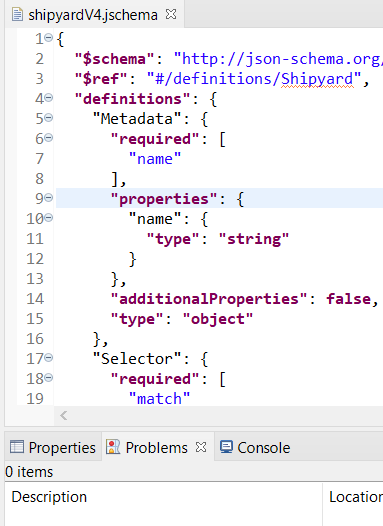 shipyardV4.jschema
1 {
2   "$schema": "http://json-schema.org/
3   "$ref": "#/definitions/Shipyard",
4   "definitions": {
5     "Metadata": {
6       "required": [
7         "name"
8       ],
9       "properties": {
10         "name": {
11           "type": "string"
12         }
13       },
14       "additionalProperties": false,
15       "type": "object"
16     },
17     "Selector": {
18       "required": [
19         "match"
Properties Problems Console
0 items
Description Locatio